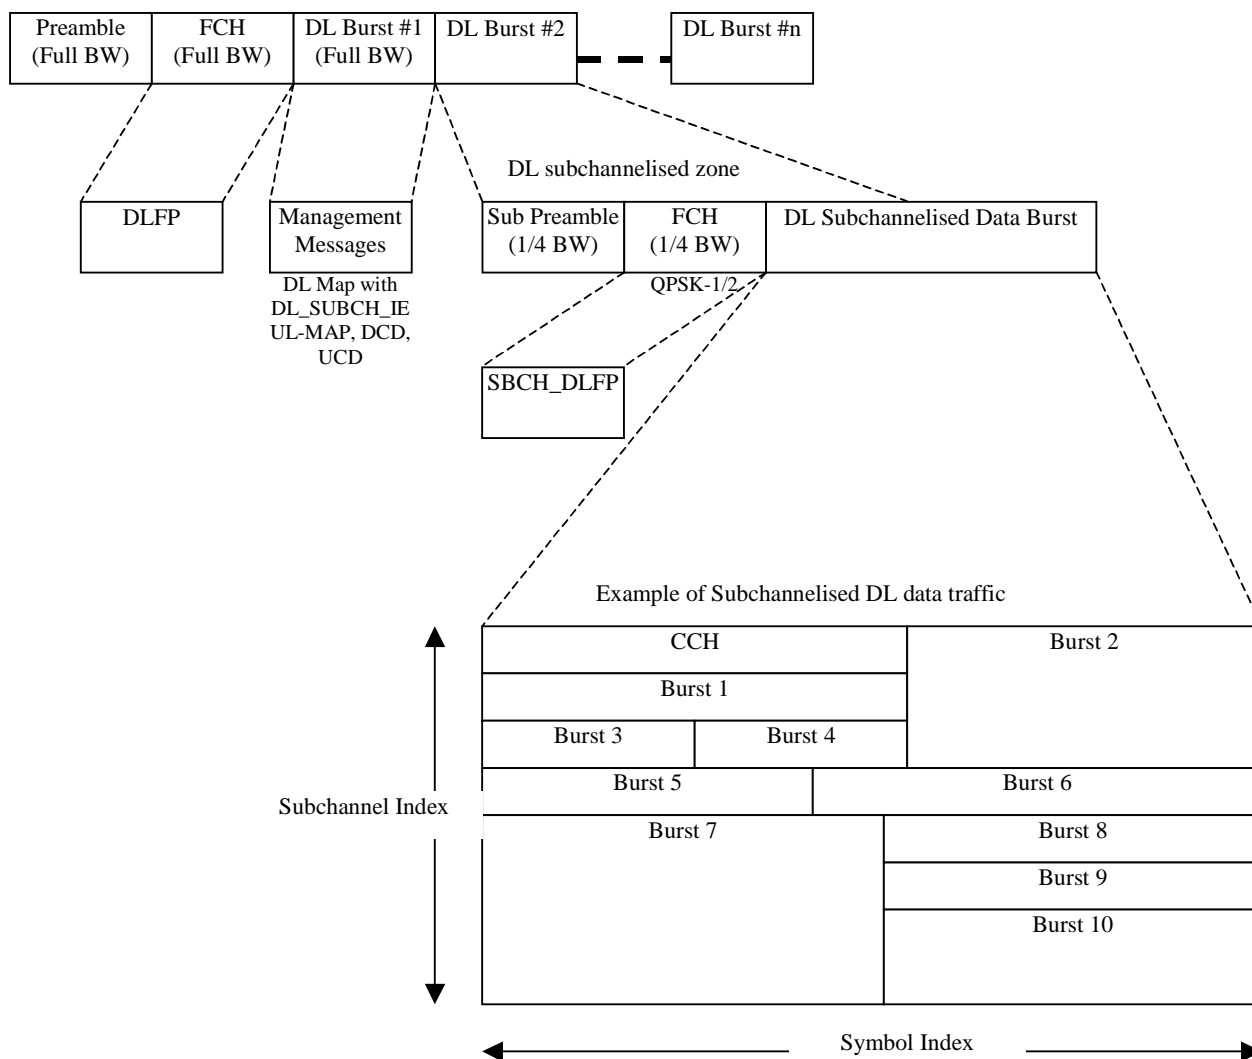 Preamble
(Full BW)
FCH
(Full BW)
DL Burst #1
(Full BW)
DL Burst #2
DL Burst #n
DL subchannelised zone
DLFP
Management
Messages
DL Map with
DL_SUBCH_IE
UL-MAP, DCD,
UCD
Sub Preamble
(1/4 BW)
FCH
(1/4 BW)
QPSK-1/2
DL Subchannelised Data Burst
SBCH_DLFP
Example of Subchannelised DL data traffic
CCH
Burst 2
Burst 1
Burst 3
Burst 4
Burst 5
Burst 6
Subchannel Index
Burst 7
Burst 8
Burst 9
Burst 10
Symbol Index